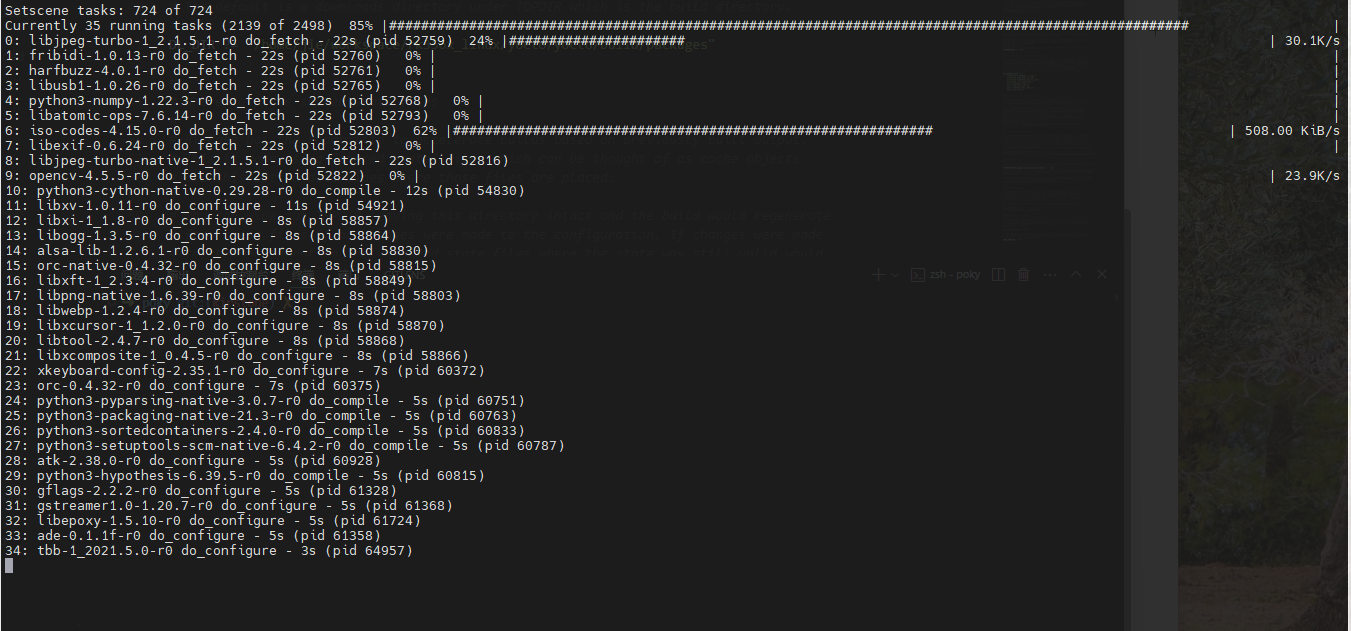 Setscene tasks: 724 of 724
Currently 35 running tasks (2139 of 2498)  85% |####################################################################################################                  |
0: libjpeg-turbo-1_2.1.5.1-r0 do_fetch - 22s (pid 52759)  24% |######################                                                                         | 30.1K/s
1: fribidi-1.0.13-r0 do_fetch - 22s (pid 52760)   0% |                                                                                                                |
2: harfbuzz-4.0.1-r0 do_fetch - 22s (pid 52761)   0% |                                                                                                                |
3: libusb1-1.0.26-r0 do_fetch - 22s (pid 52765)   0% |                                                                                                                |
4: python3-numpy-1.22.3-r0 do_fetch - 22s (pid 52768)   0% |                                                                                                          |
5: libatomic-ops-7.6.14-r0 do_fetch - 22s (pid 52793)   0% |                                                                                                          |
6: iso-codes-4.15.0-r0 do_fetch - 22s (pid 52803)  62% |############################################################                                     | 508.00 KiB/s
7: libexif-0.6.24-r0 do_fetch - 22s (pid 52812)   0% |                                                                                                                |
8: libjpeg-turbo-native-1_2.1.5.1-r0 do_fetch - 22s (pid 52816)
9: opencv-4.5.5-r0 do_fetch - 22s (pid 52822)   0% |                                                                                                          | 23.9K/s
10: python3-cython-native-0.29.28-r0 do_compile - 12s (pid 54830)
11: libxv-1.0.11-r0 do_configure - 11s (pid 54921)
12: libxi-1_1.8-r0 do_configure - 8s (pid 58857)
13: libogg-1.3.5-r0 do_configure - 8s (pid 58864)
14: alsa-lib-1.2.6.1-r0 do_configure - 8s (pid 58830)
15: orc-native-0.4.32-r0 do_configure - 8s (pid 58815)
16: libxft-1_2.3.4-r0 do_configure - 8s (pid 58849)
17: libpng-native-1.6.39-r0 do_configure - 8s (pid 58803)
18: libwebp-1.2.4-r0 do_configure - 8s (pid 58874)
19: libxcursor-1_1.2.0-r0 do_configure - 8s (pid 58870)
zsh - poky
20: libtool-2.4.7-r0 do_configure - 8s (pid 58868)
21: libxcomposite-1_0.4.5-r0 do_configure - 8s (pid 58866)
22: xkeyboard-config-2.35.1-r0 do_configure - 7s (pid 60372)
23: orc-0.4.32-r0 do_configure - 7s (pid 60375)
24: python3-pyparsing-native-3.0.7-r0 do_compile - 5s (pid 60751)
25: python3-packaging-native-21.3-r0 do_compile - 5s (pid 60763)
26: python3-sortedcontainers-2.4.0-r0 do_compile - 5s (pid 60833)
27: python3-setuptools-scm-native-6.4.2-r0 do_compile - 5s (pid 60787)
28: atk-2.38.0-r0 do_configure - 5s (pid 60928)
29: python3-hypothesis-6.39.5-r0 do_compile - 5s (pid 60815)
30: gflags-2.2.2-r0 do_configure - 5s (pid 61328)
31: gstreamer1.0-1.20.7-r0 do_configure - 5s (pid 61368)
32: libepoxy-1.5.10-r0 do_configure - 5s (pid 61724)
33: ade-0.1.1f-r0 do_configure - 5s (pid 61358)
34: tbb-1_2021.5.0-r0 do_configure - 3s (pid 64957)